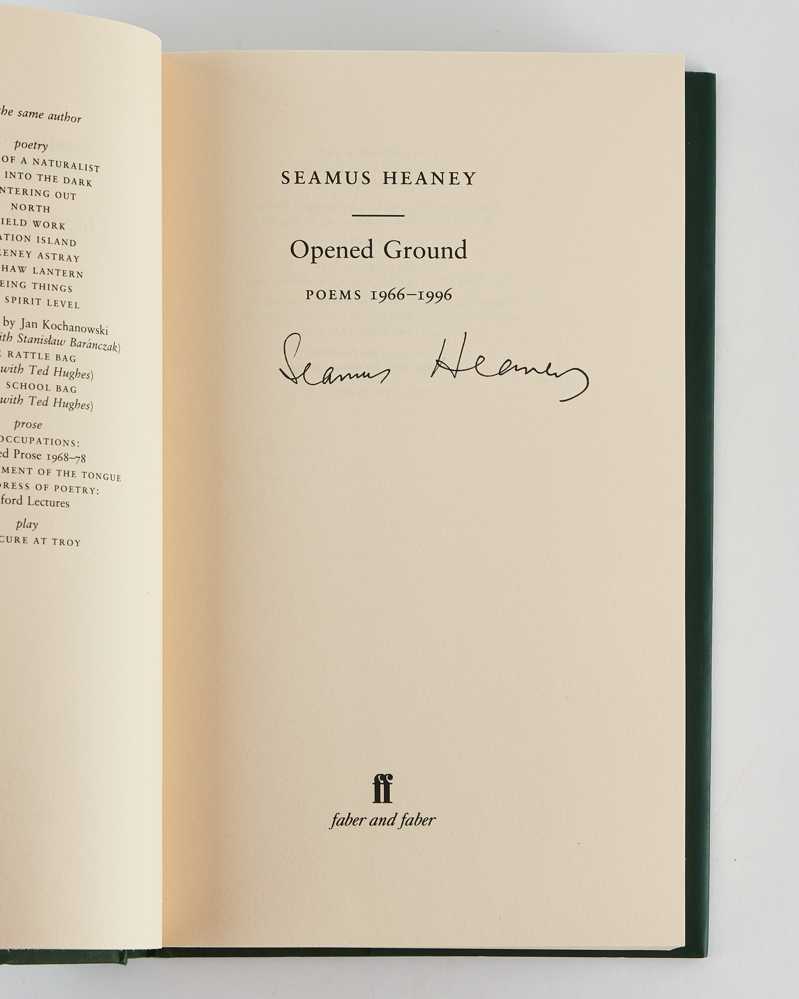 he same author
poetry
OF A NATURALIST
INTO THE DARK
NTERING OUT
NORTH
IELD WORK
ATION ISLAND
EENEY ASTRAY
HAW LANTERN
EING THINGS
SPIRIT LEVEL
by Jan Kochanowski
ith Stanisław Baránczak)
RATTLE BAG
with Ted Hughes)
SCHOOL BAG
with Ted Hughes)
prose
OCCUPATIONS:
ed Prose 1968–78
MENT OF THE TONGUE
DRESS OF POETRY:
ford Lectures
play
CURE AT TROY
SEAMUS HEANEY
Opened Ground
POEMS 1966–1996
Seamus Heaney
ff
faber and faber